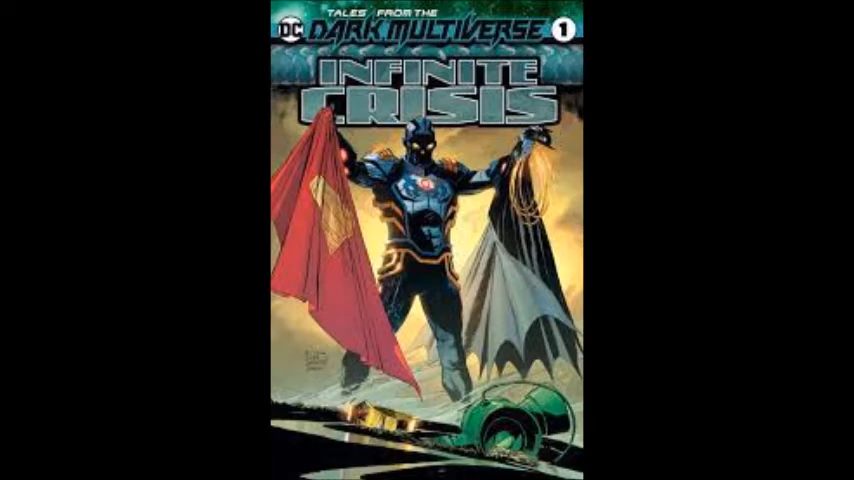 TALES FROM THE
DC DARK MULTIVERSE 1
INFINITE
CRISIS